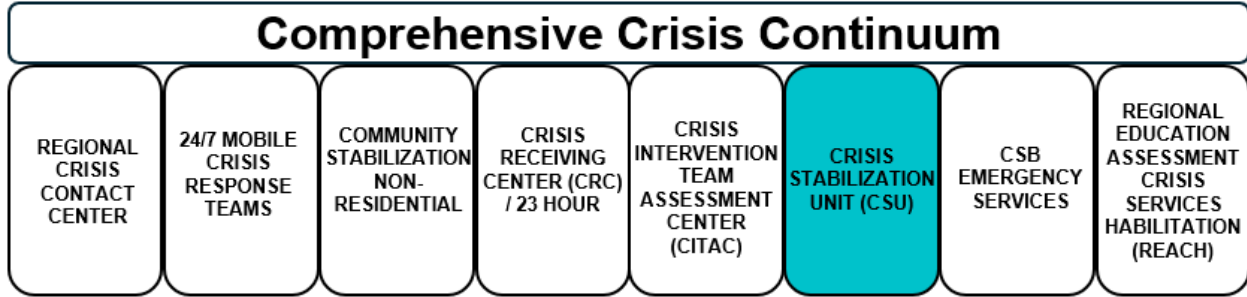 Comprehensive Crisis Continuum
REGIONAL
CRISIS
CONTACT
CENTER
24/7 MOBILE
CRISIS
RESPONSE
TEAMS
COMMUNITY
STABILIZATION
NON-
RESIDENTIAL
CRISIS
RECEIVING
CENTER (CRC)
/ 23 HOUR
CRISIS
INTERVENTION
TEAM
ASSESSMENT
CENTER
(CITAC)
CRISIS
STABILIZATION
UNIT (CSU)
CSB
EMERGENCY
SERVICES
REGIONAL
EDUCATION
ASSESSMENT
CRISIS
SERVICES
HABILITATION
(REACH)